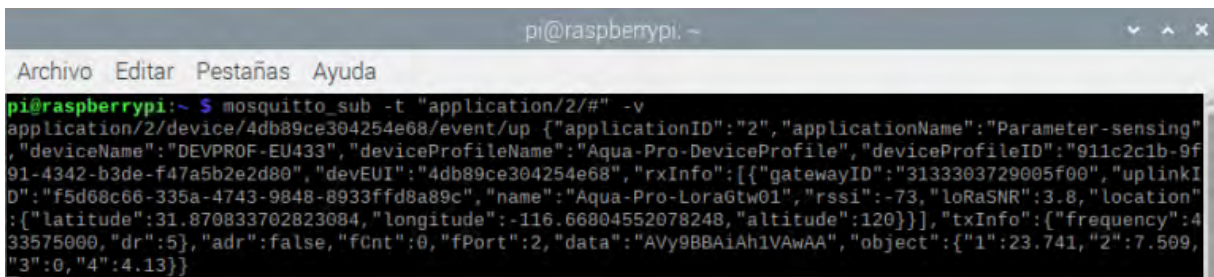 pi@raspberrypi: ~
Archivo Editar Pestañas Ayuda
pi@raspberrypi:~ $ mosquitto_sub -t "application/2/#" -v
application/2/device/4db89ce304254e68/event/up {"applicationID":"2","applicationName":"Parameter-sensing"
,"deviceName":"DEVPROF-EU433","deviceProfileName":"Aqua-Pro-DeviceProfile","deviceProfileID":"911c2c1b-9f
91-4342-b3de-f47a5b2e2d80","devEUI":"4db89ce304254e68","rxInfo":[{"gatewayID":"3133303729005f00","uplinkI
D":"f5d68c66-335a-4743-9848-8933ffd8a89c","name":"Aqua-Pro-LoraGtw01","rssi":-73,"loRaSNR":3.8,"location"
:{"latitude":31.870833702823084,"longitude":-116.66804552078248,"altitude":120}}],"txInfo":{"frequency":4
33575000,"dr":5},"adr":false,"fCnt":0,"fPort":2,"data":"AVy9BBAiAh1VAwAA","object":{"1":23.741,"2":7.509,
"3":0,"4":4.13}}